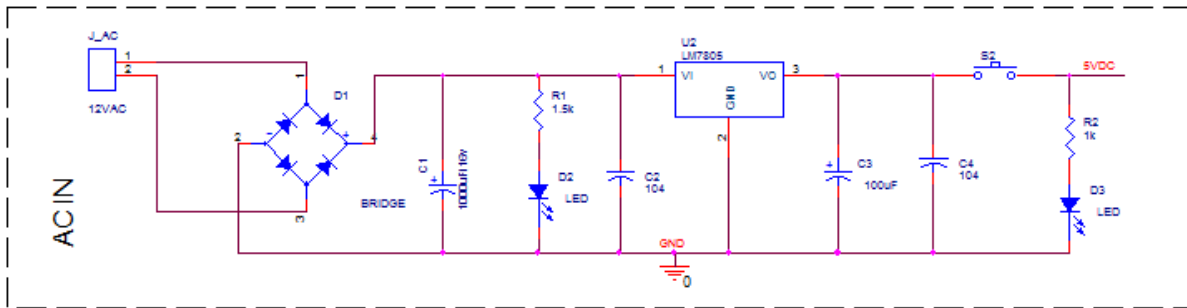 J_AC
1
2
12VAC
ACIN
1
D1
2
-
+
4
3
BRIDGE
C1
+
1000uF/16v
R1
1.5k
D2
LED
C2
104
U2
LM7805
1
VI
VO
3
GND
2
GND
0
+
C3
100uF
C4
104
S2
5VDC
R2
1k
D3
LED